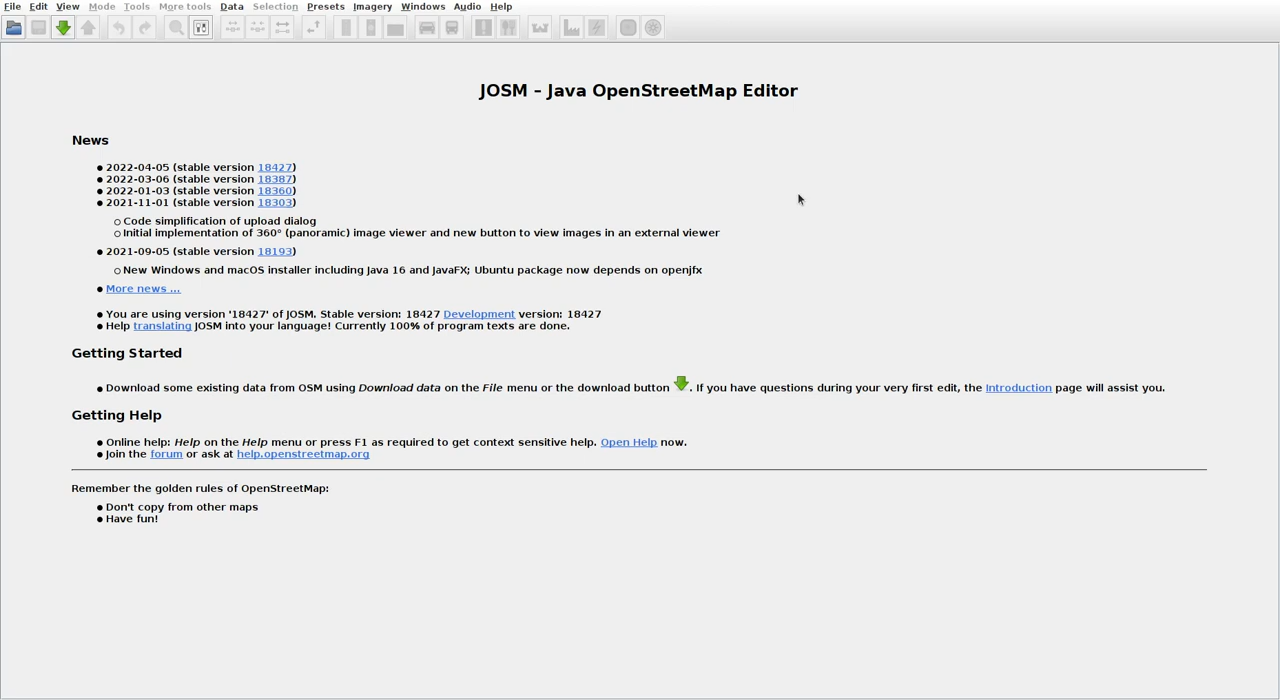 File Edit View Mode Tools More tools Data Selection Presets Imagery Windows Audio Help
JOSM – Java OpenStreetMap Editor
News
● 2022-04-05 (stable version 18427)
● 2022-03-06 (stable version 18387)
● 2022-01-03 (stable version 18360)
● 2021-11-01 (stable version 18303)
○ Code simplification of upload dialog
○ Initial implementation of 360° (panoramic) image viewer and new button to view images in an external viewer
● 2021-09-05 (stable version 18193)
○ New Windows and macOS installer including Java 16 and JavaFX; Ubuntu package now depends on openjfx
● More news ...
● You are using version '18427' of JOSM. Stable version: 18427 Development version: 18427
● Help translating JOSM into your language! Currently 100% of program texts are done.
Getting Started
● Download some existing data from OSM using Download data on the File menu or the download button . If you have questions during your very first edit, the Introduction page will assist you.
Getting Help
● Online help: Help on the Help menu or press F1 as required to get context sensitive help. Open Help now.
● Join the forum or ask at help.openstreetmap.org
Remember the golden rules of OpenStreetMap:
● Don't copy from other maps
● Have fun!